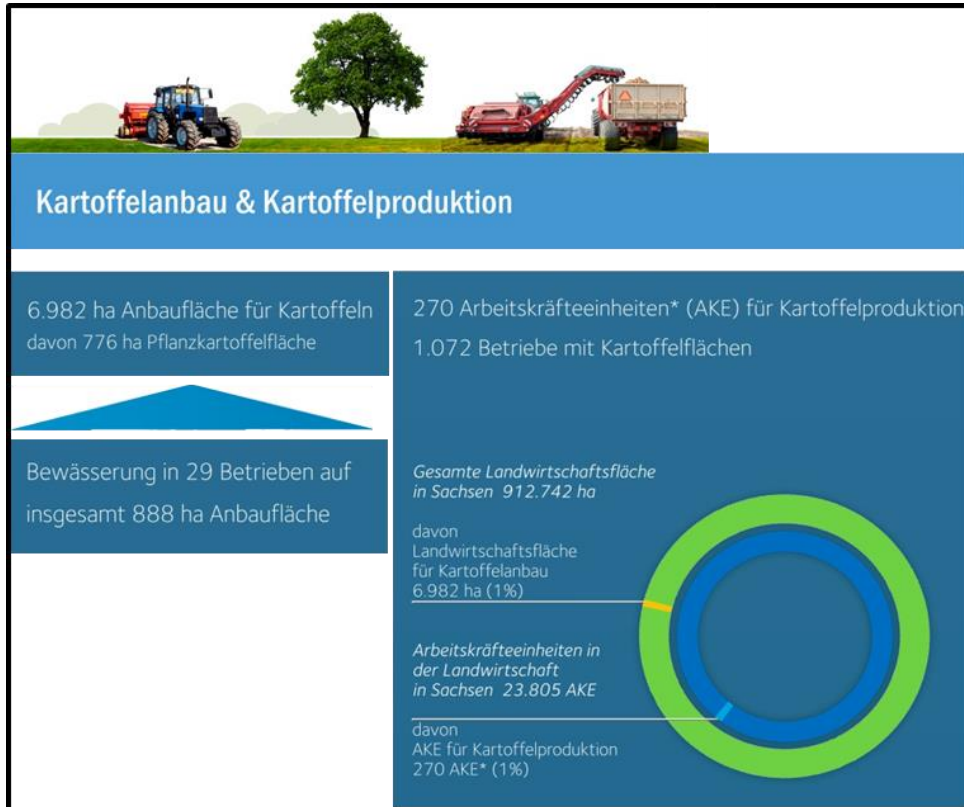 Kartoffelanbau & Kartoffelproduktion
6.982 ha Anbaufläche für Kartoffeln
davon 776 ha Pflanzkartoffelfläche
Bewässerung in 29 Betrieben auf
insgesamt 888 ha Anbaufläche
270 Arbeitskräfteeinheiten* (AKE) für Kartoffelproduktion
1.072 Betriebe mit Kartoffelflächen
Gesamte Landwirtschaftsfläche
in Sachsen 912.742 ha
davon
Landwirtschaftsfläche
für Kartoffelanbau
6.982 ha (1%)
Arbeitskräfteeinheiten in
der Landwirtschaft
in Sachsen 23.805 AKE
davon
AKE für Kartoffelproduktion
270 AKE* (1%)